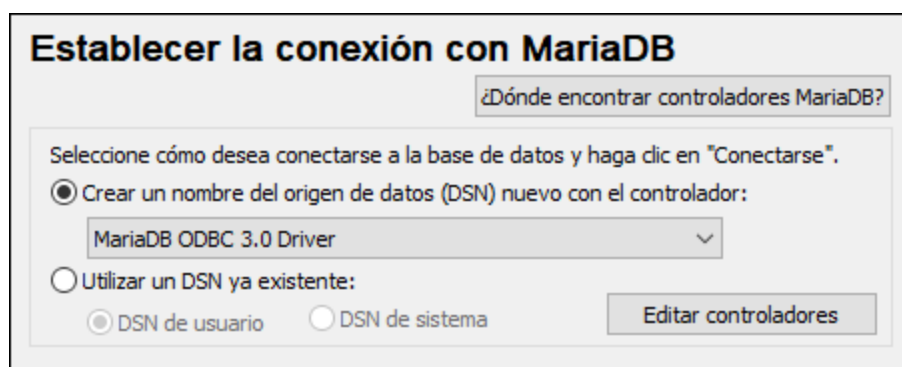 Establecer la conexión con MariaDB
¿Dónde encontrar controladores MariaDB?
Seleccione cómo desea conectarse a la base de datos y haga clic en "Conectarse".
Crear un nombre del origen de datos (DSN) nuevo con el controlador:
MariaDB ODBC 3.0 Driver
Utilizar un DSN ya existente:
DSN de usuario DSN de sistema Editar controladores